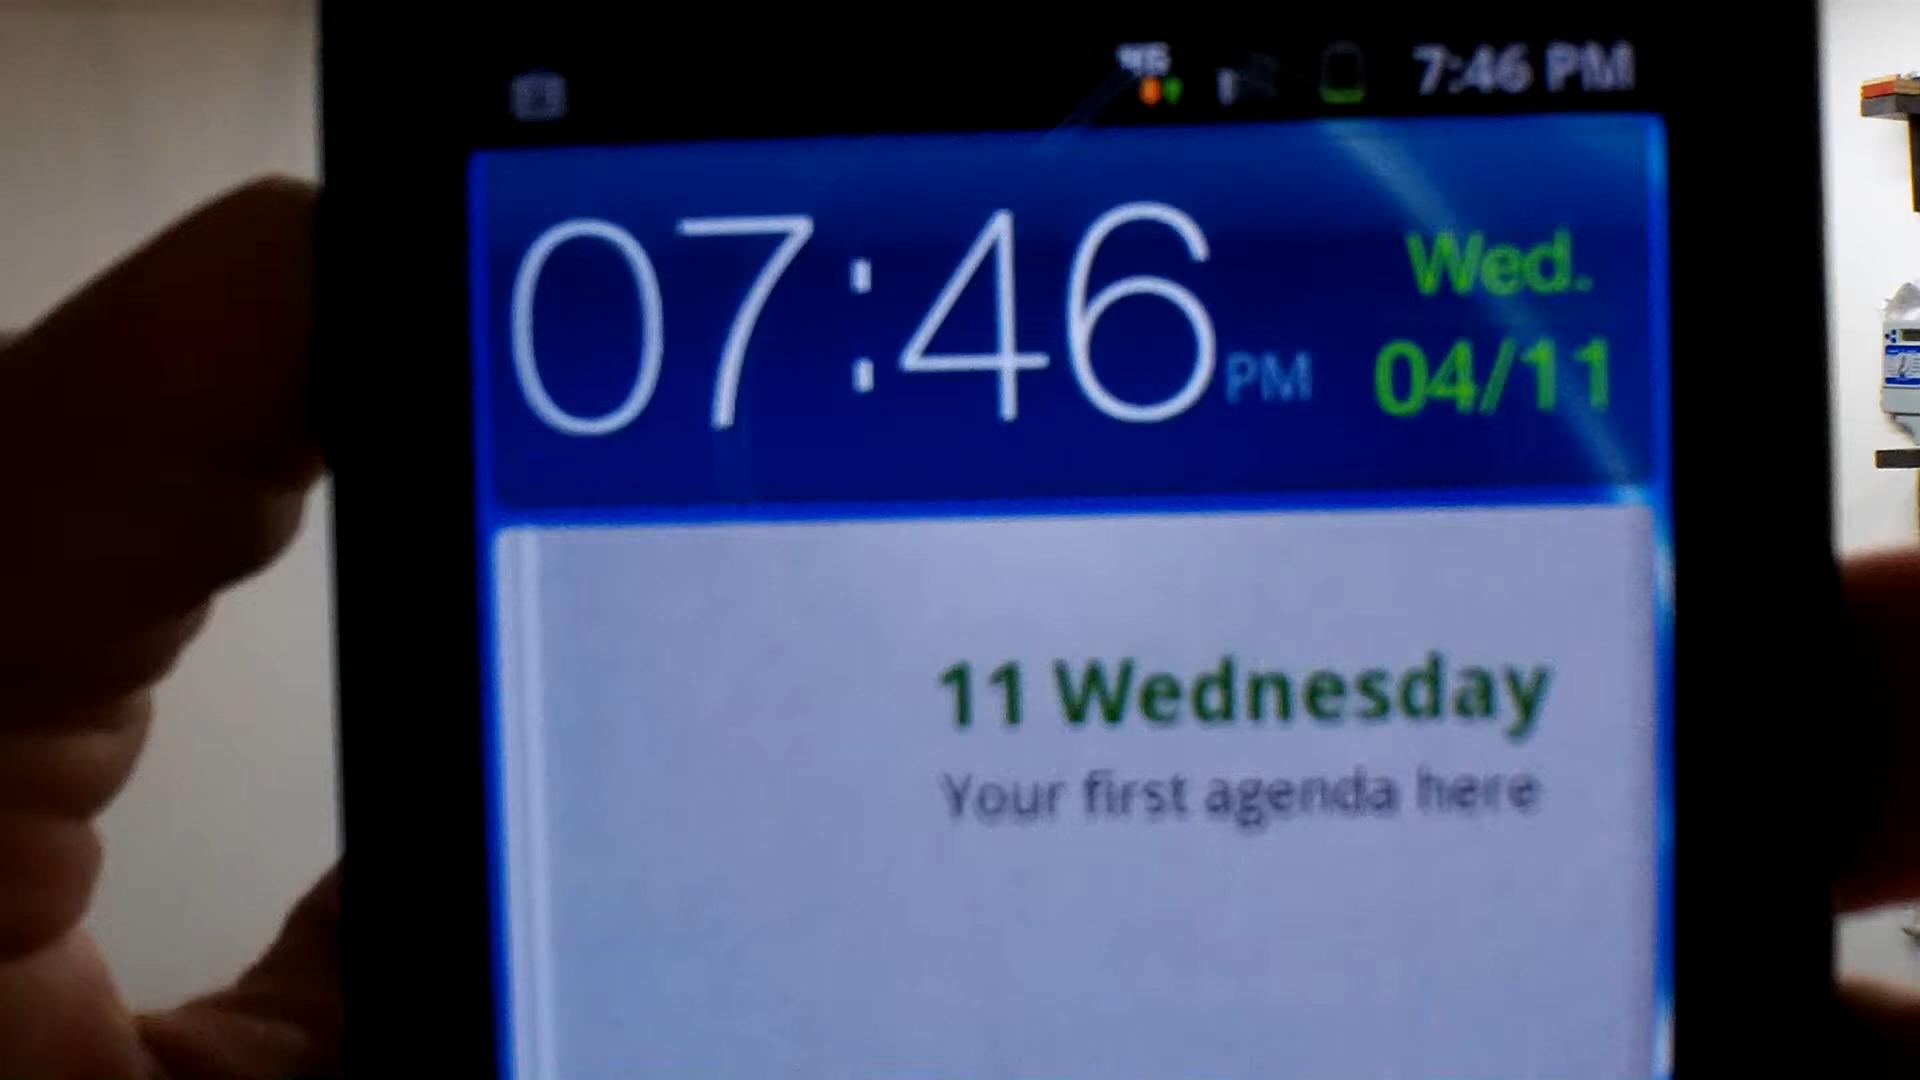 7:46 PM
07:46 PM
Wed.
04/11
11 Wednesday
Your first agenda here